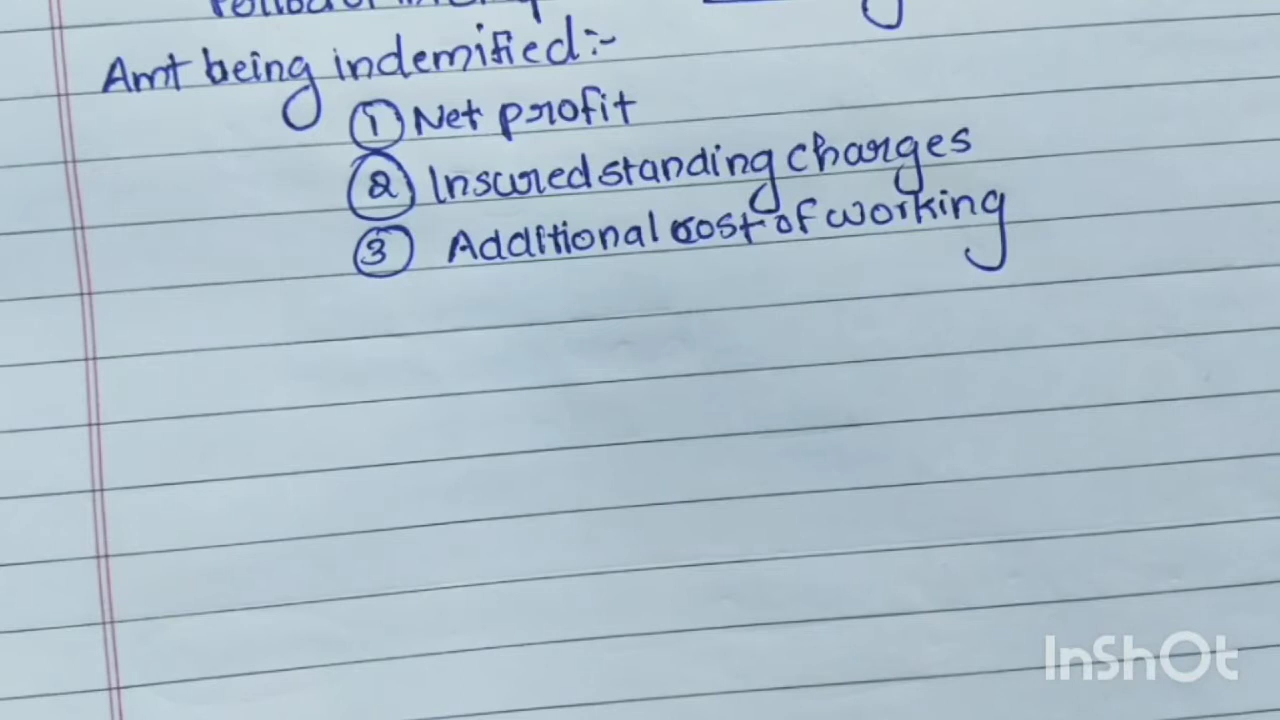 Amt being indemified:-
① Net profit
② Insured standing charges
③ Additional cost of working
InShOt